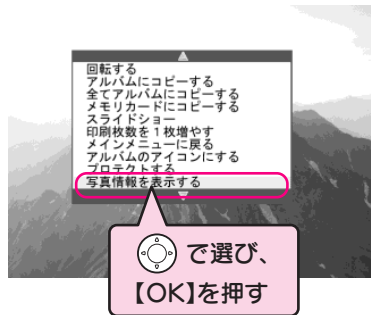 回転する
アルバムにコピーする
全てアルバムにコピーする
メモリカードにコピーする
スライドショー
印刷枚数を1枚増やす
メインメニューに戻る
アルバムのアイコンにする
プロテクトする
写真情報を表示する
で選び、
【OK】を押す